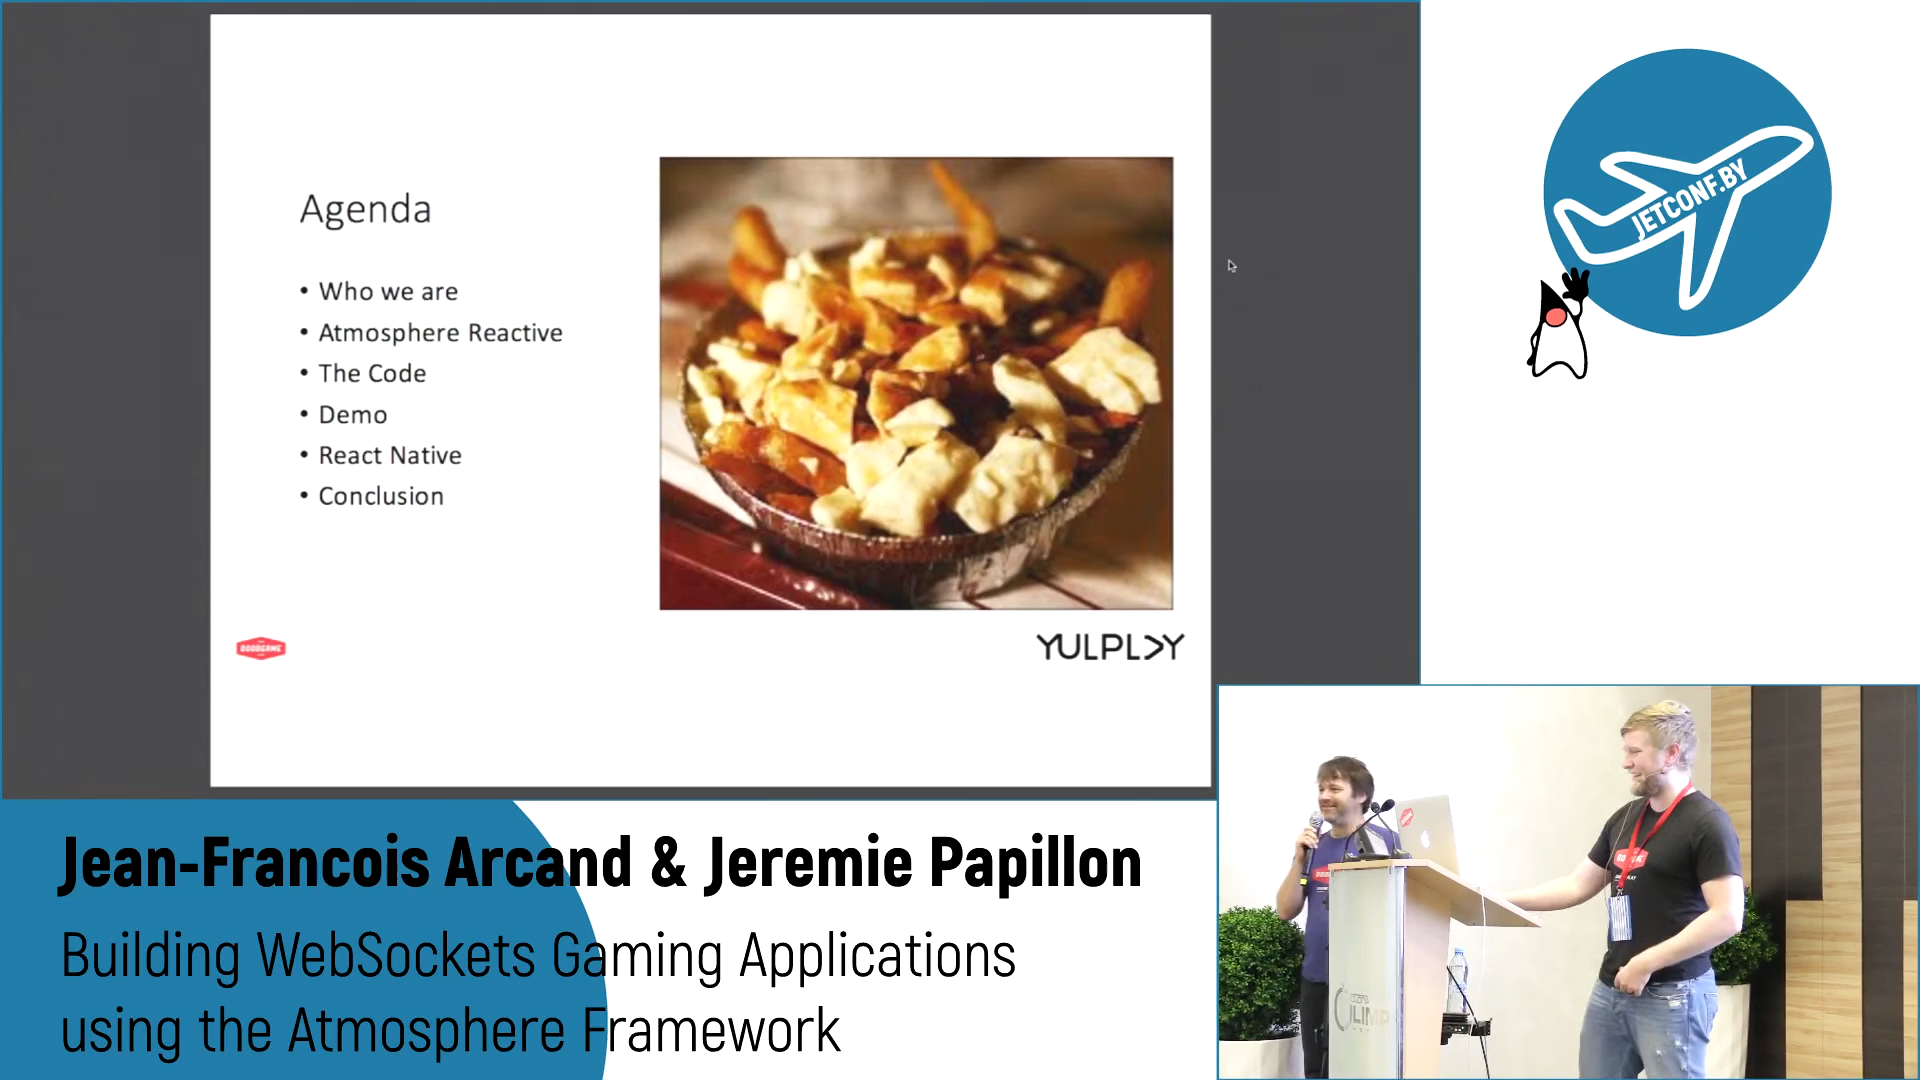 Agenda
• Who we are
• Atmosphere Reactive
• The Code
• Demo
• React Native
• Conclusion
YULPL>Y
JETCONF.BY
Jean-Francois Arcand & Jeremie Papillon
Building WebSockets Gaming Applications
using the Atmosphere Framework